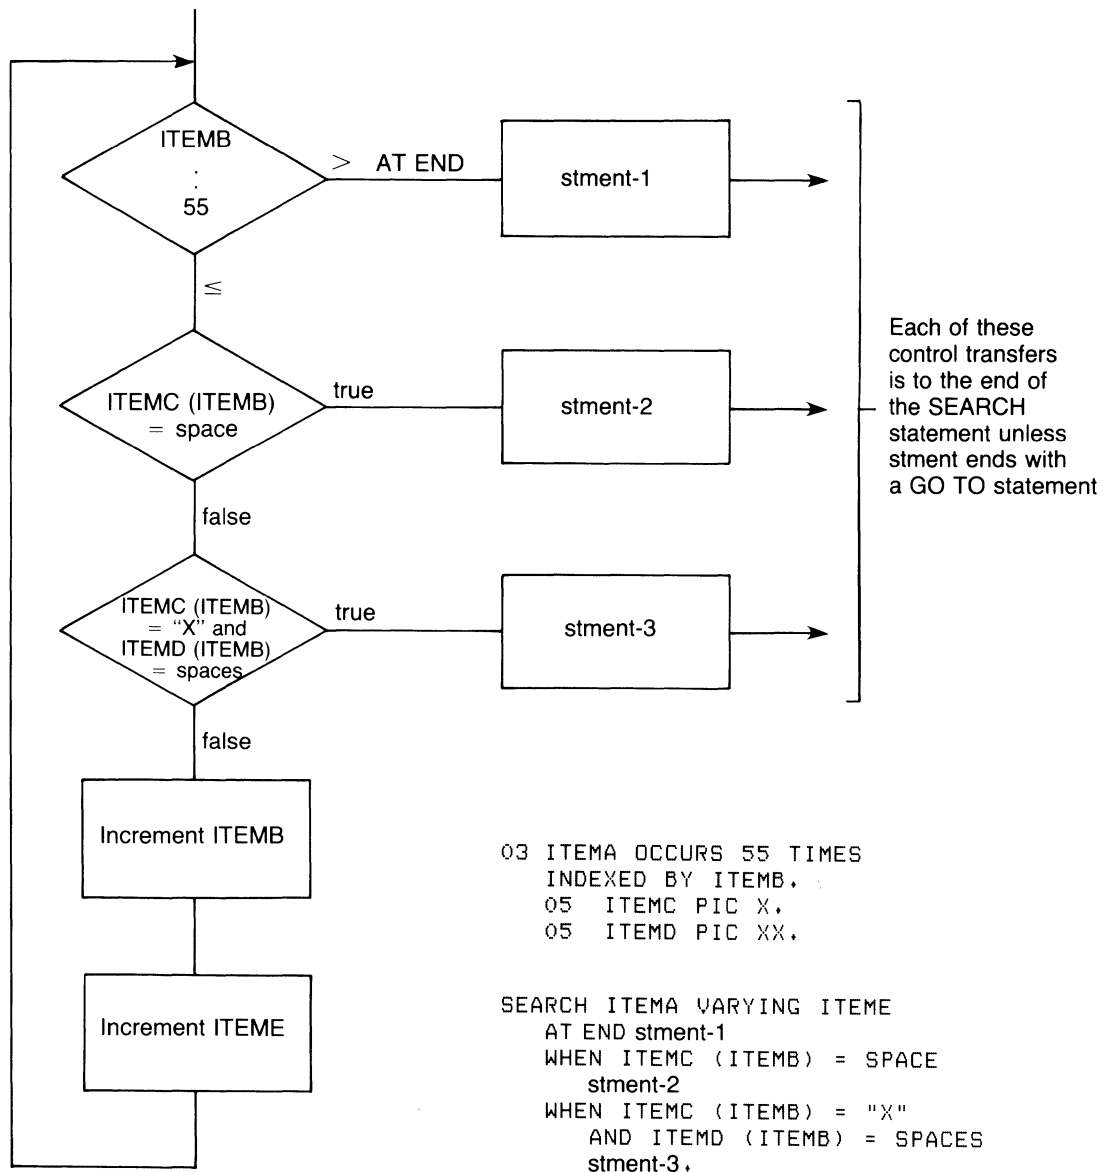 ITEMB
:
55
> AT END
stment-1
≤
ITEMC (ITEMB)
= space
true
stment-2
false
ITEMC (ITEMB)
= “X” and
ITEMD (ITEMB)
= spaces
true
stment-3
false
Increment ITEMB
Increment ITEME
Each of these
control transfers
is to the end of
the SEARCH
statement unless
stment ends with
a GO TO statement
03 ITEMA OCCURS 55 TIMES
INDEXED BY ITEMB.
05 ITEMC PIC X.
05 ITEMD PIC XX.
SEARCH ITEMA VARYING ITEME
AT END stment-1
WHEN ITEMC (ITEMB) = SPACE
stment-2
WHEN ITEMC (ITEMB) = "X"
AND ITEMD (ITEMB) = SPACES
stment-3.